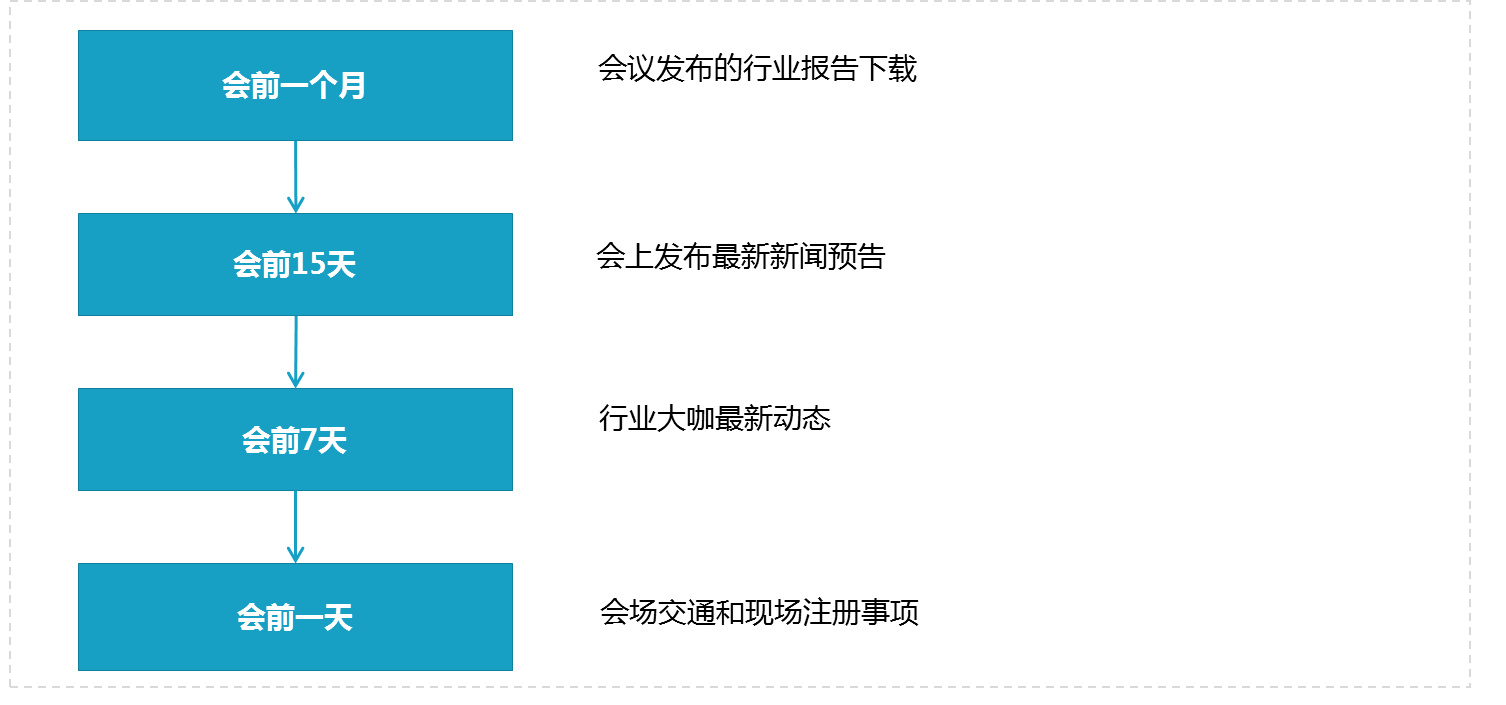 会前一个月
会议发布的行业报告下载
会前15天
会上发布最新新闻预告
会前7天
行业大咖最新动态
会前一天
会场交通和现场注册事项